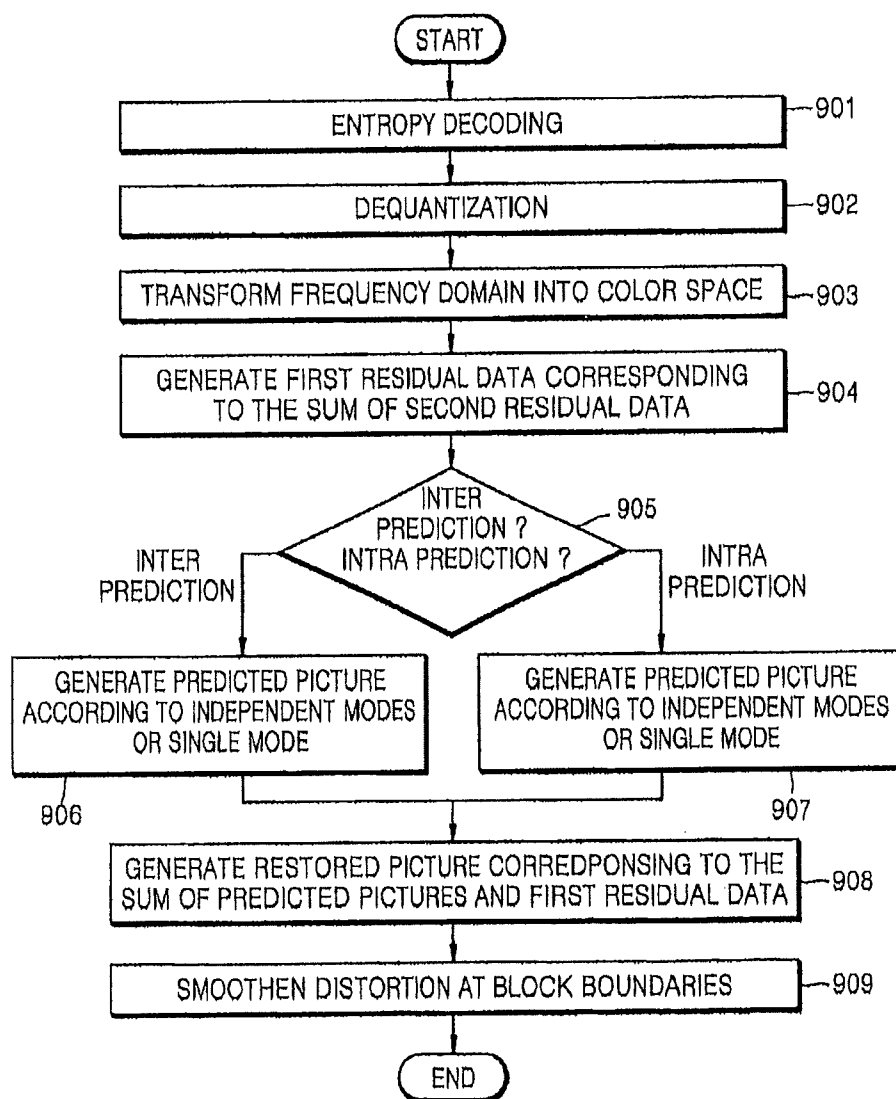 START
ENTROPY DECODING
901
DEQUANTIZATION
902
TRANSFORM FREQUENCY DOMAIN INTO COLOR SPACE
903
GENERATE FIRST RESIDUAL DATA CORRESPONDING
TO THE SUM OF SECOND RESIDUAL DATA
904
INTER
PREDICTION ?
INTRA PREDICTION ?
905
INTER
PREDICTION
INTRA
PREDICTION
GENERATE PREDICTED PICTURE
ACCORDING TO INDEPENDENT MODES
OR SINGLE MODE
906
GENERATE PREDICTED PICTURE
ACCORDING TO INDEPENDENT MODES
OR SINGLE MODE
907
GENERATE RESTORED PICTURE CORREDPONSING TO THE
SUM OF PREDICTED PICTURES AND FIRST RESIDUAL DATA
908
SMOOTHEN DISTORTION AT BLOCK BOUNDARIES
909
END